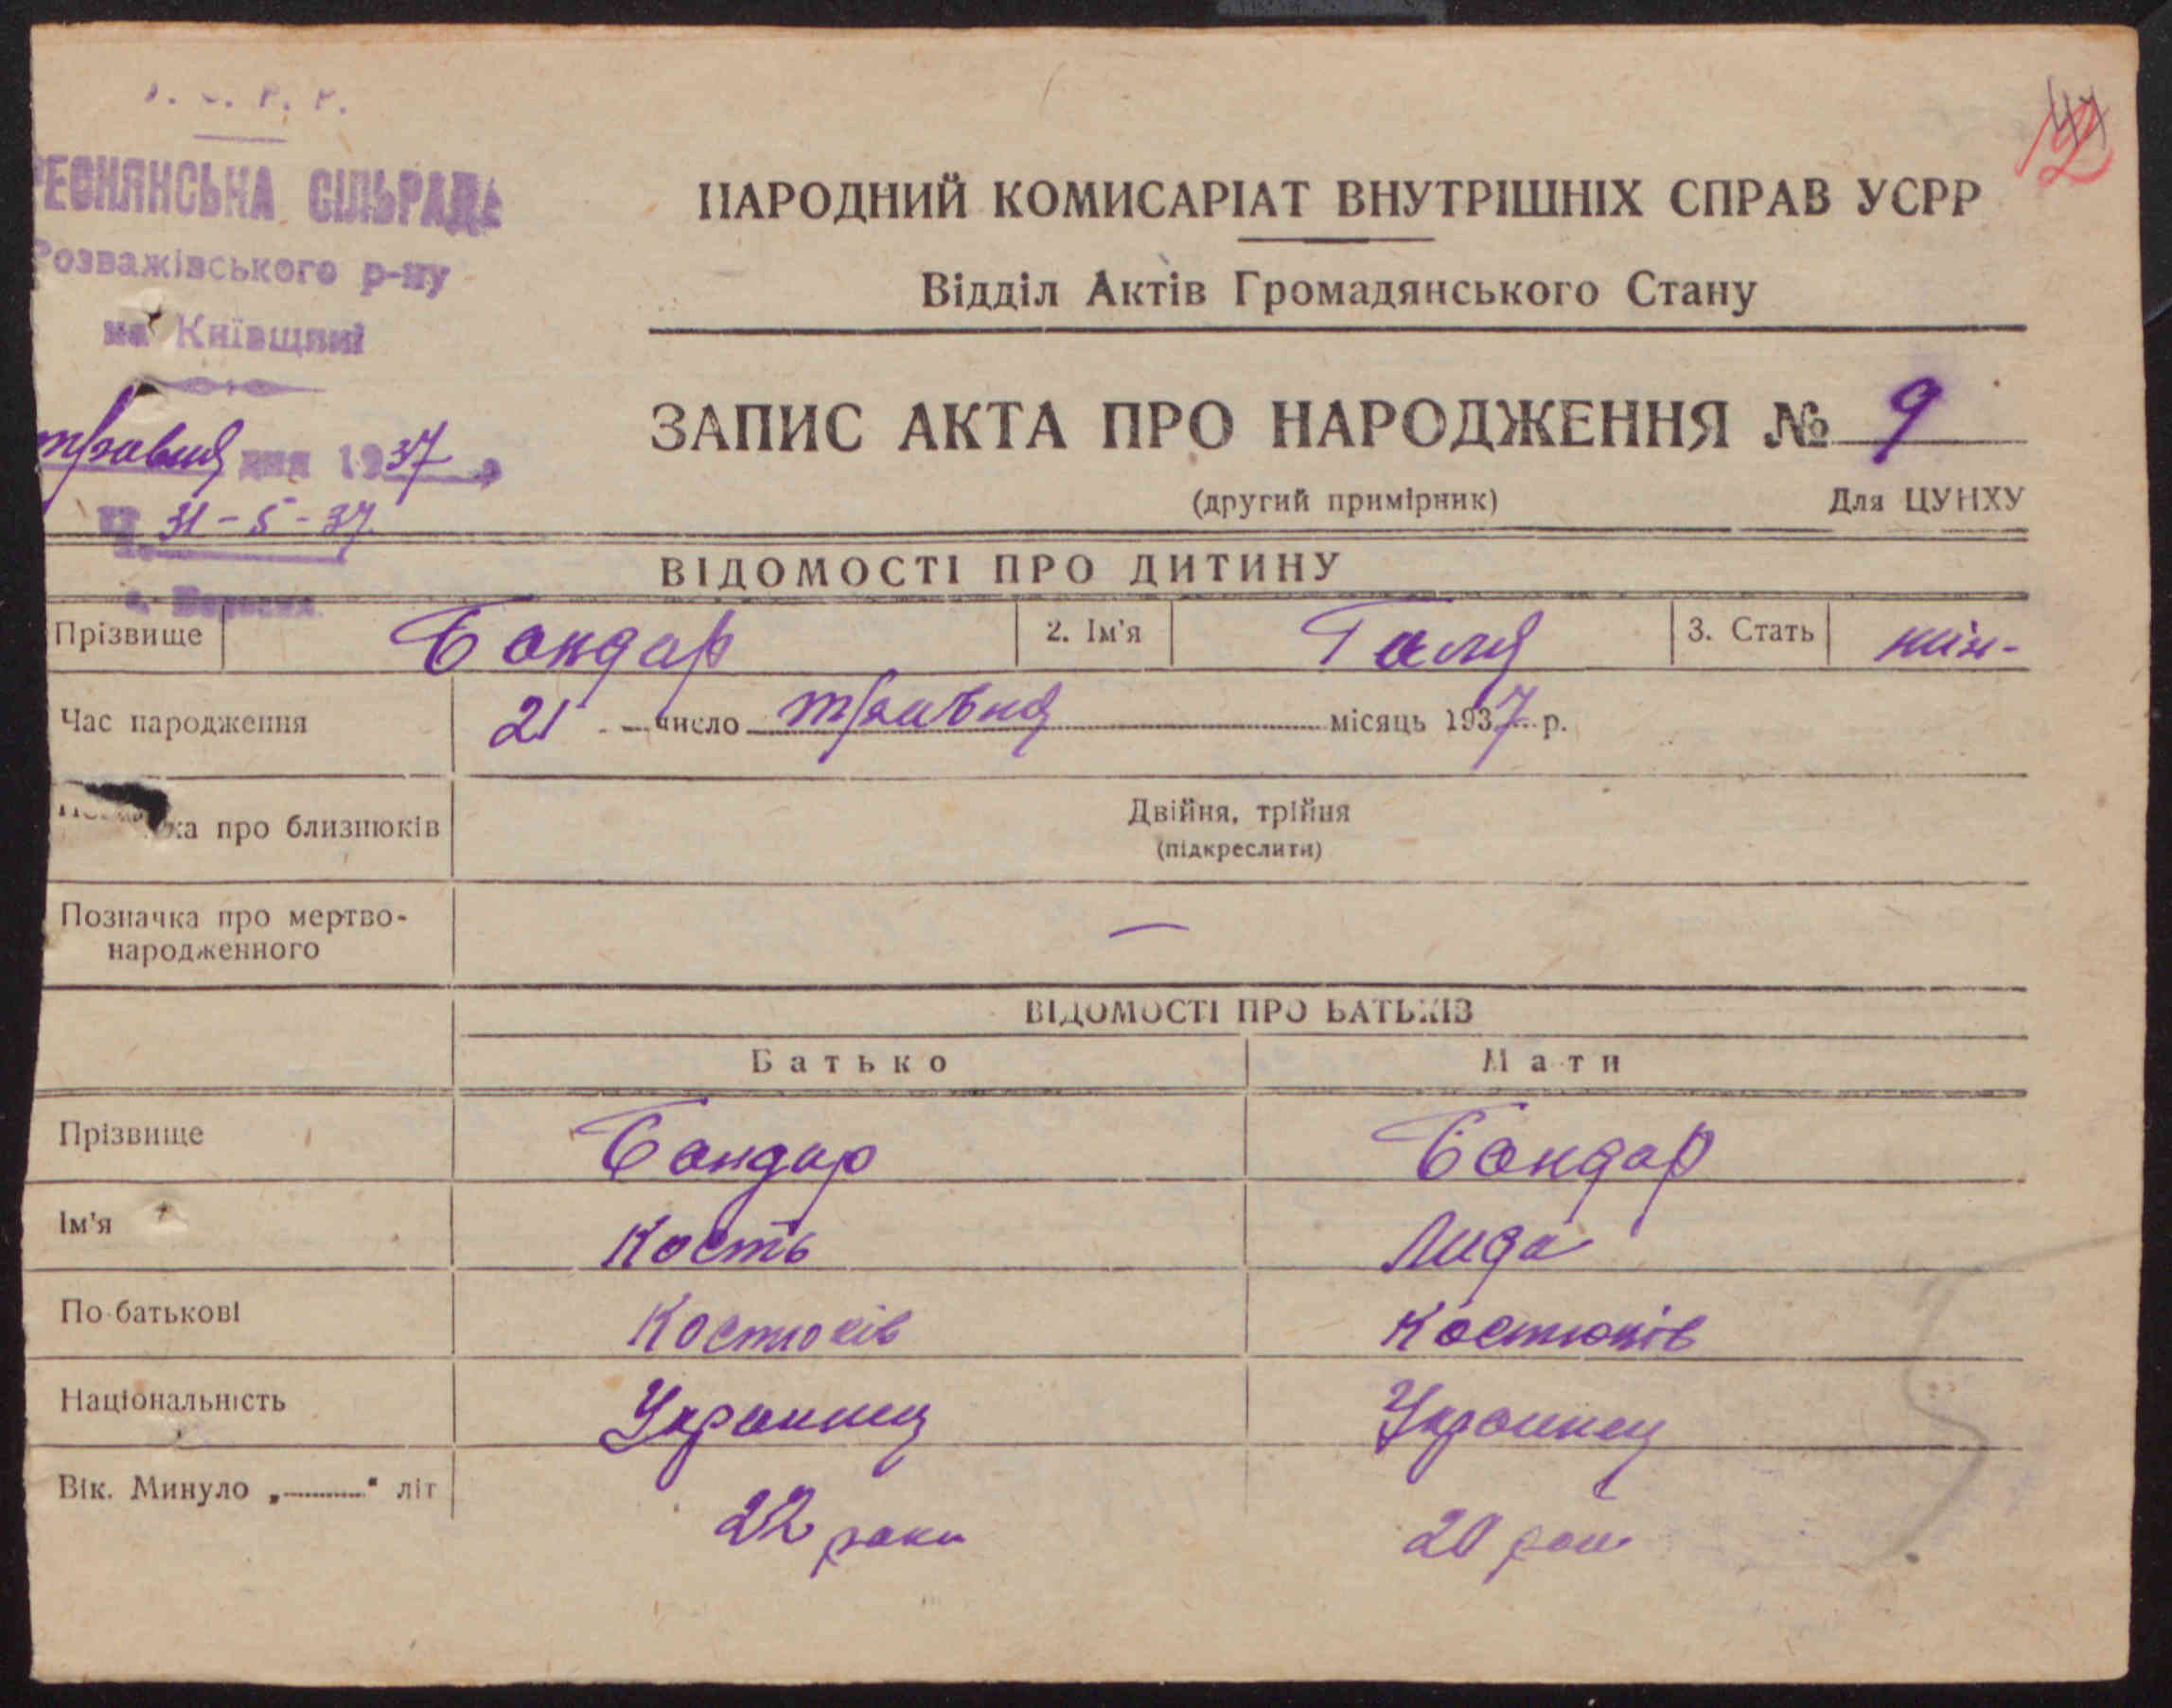 Р. Р.
СІЛЬРАДА
Розважівського р-ну
на Київщині
травня дня 1937
31-5-37
НАРОДНИЙ КОМИСАРІАТ ВНУТРІШНІХ СПРАВ УСРР
Відділ Актів Громадянського Стану
ЗАПИС АКТА ПРО НАРОДЖЕННЯ № 9
(другий примірник) Для ЦУНХУ
ВІДОМОСТІ ПРО ДИТИНУ
Прізвище Бондар 2. Ім'я Галя 3. Стать жін-
Час народження 21 число травня місяць 1937 р.
ка про близнюків Двійня, трійня
(підкреслити)
Позначка про мертво-
народженного —
ВІДОМОСТІ ПРО БАТЬКІВ
Батько Мати
Прізвище Бондар Бондар
Ім'я Кость Лида
По-батькові Костюків Костюків
Національність
Вік. Минуло „ “ літ 22 роки 20